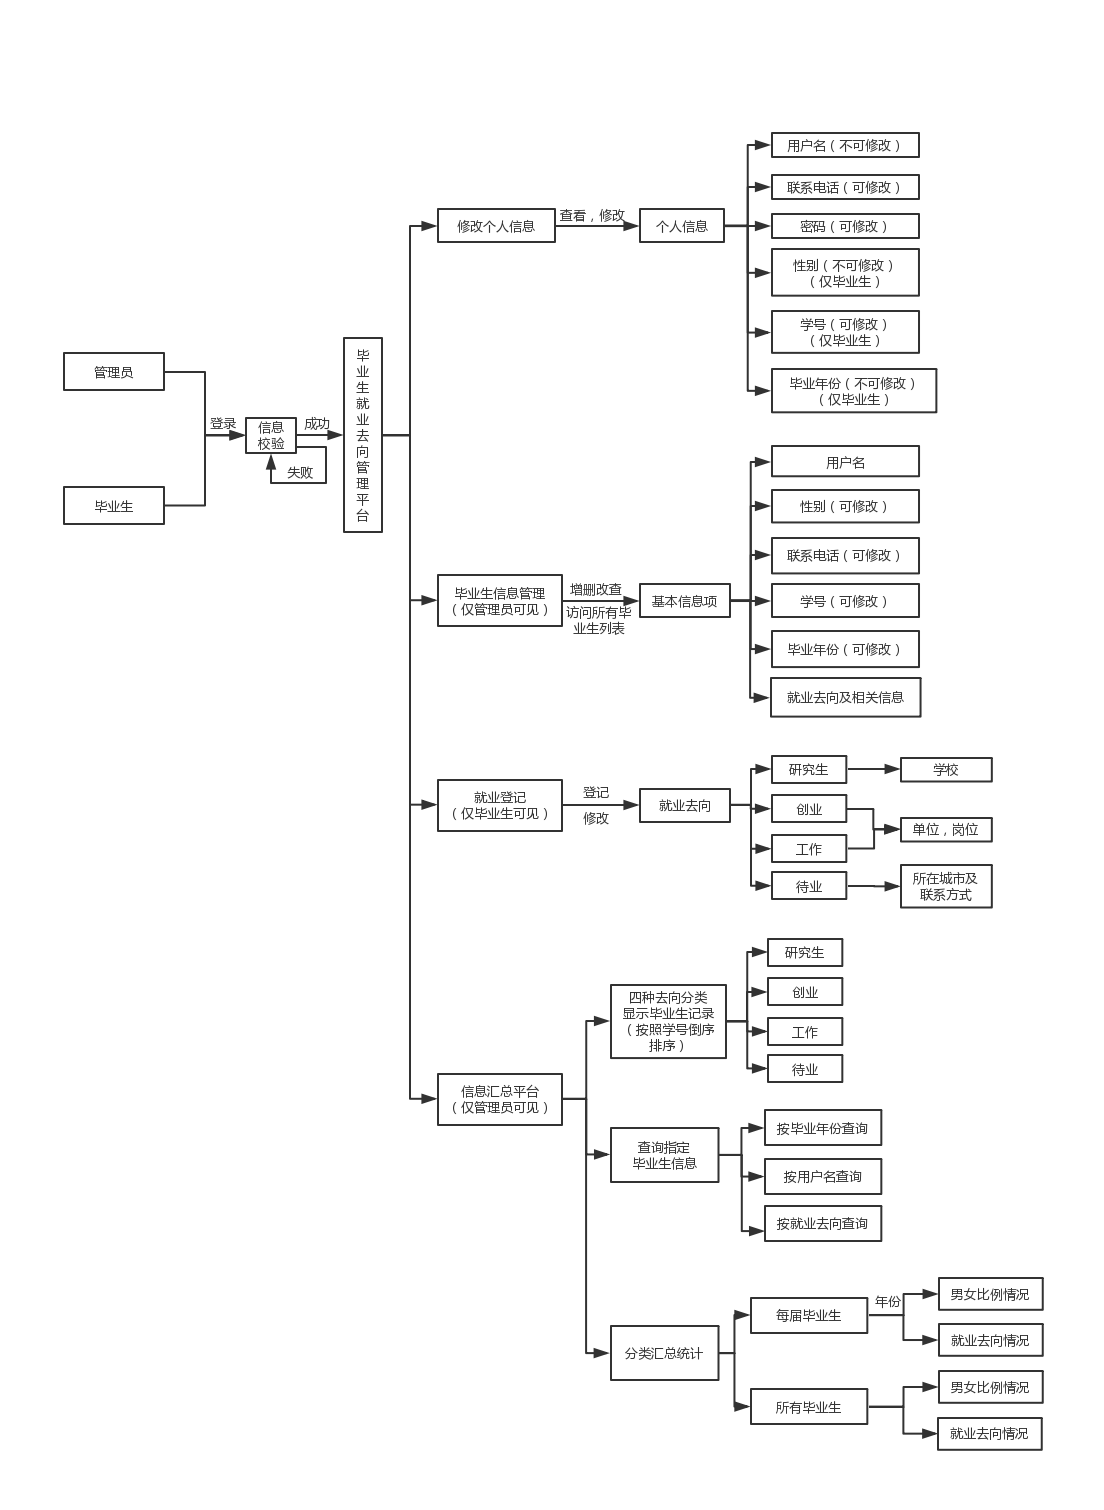 管理员
毕业生
登录
信息
校验
成功
失败
毕
业
生
就
业
去
向
管
理
平
台
修改个人信息
查看，修改
个人信息
用户名（不可修改）
联系电话（可修改）
密码（可修改）
性别（不可修改）
（仅毕业生）
学号（可修改）
（仅毕业生）
毕业年份（不可修改）
（仅毕业生）
毕业生信息管理
（仅管理员可见）
增删改查
访问所有毕
业生列表
基本信息项
用户名
性别（可修改）
联系电话（可修改）
学号（可修改）
毕业年份（可修改）
就业去向及相关信息
就业登记
（仅毕业生可见）
登记
修改
就业去向
研究生
创业
工作
待业
学校
单位，岗位
所在城市及
联系方式
信息汇总平台
（仅管理员可见）
四种去向分类
显示毕业生记录
（按照学号倒序
排序）
研究生
创业
工作
待业
查询指定
毕业生信息
按毕业年份查询
按用户名查询
按就业去向查询
分类汇总统计
每届毕业生
年份
男女比例情况
就业去向情况
所有毕业生
男女比例情况
就业去向情况